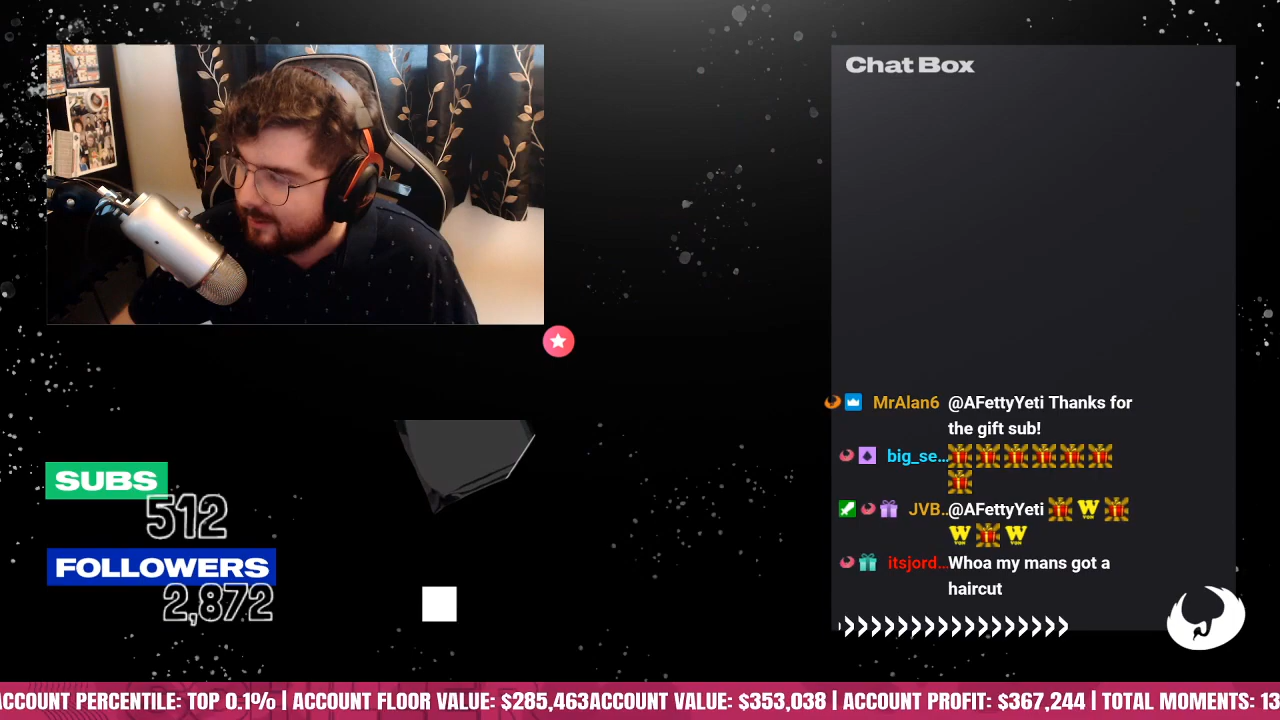 Chat Box
MrAlan6 @AFettyYeti Thanks for
the gift sub!
big_se...
JVB.. @AFettyYeti
itsjord... Whoa my mans got a
haircut
SUBS
512
FOLLOWERS
2,872
ACCOUNT PERCENTILE: TOP 0.1% | ACCOUNT FLOOR VALUE: $285,463ACCOUNT VALUE: $353,038 | ACCOUNT PROFIT: $367,244 | TOTAL MOMENTS: 13